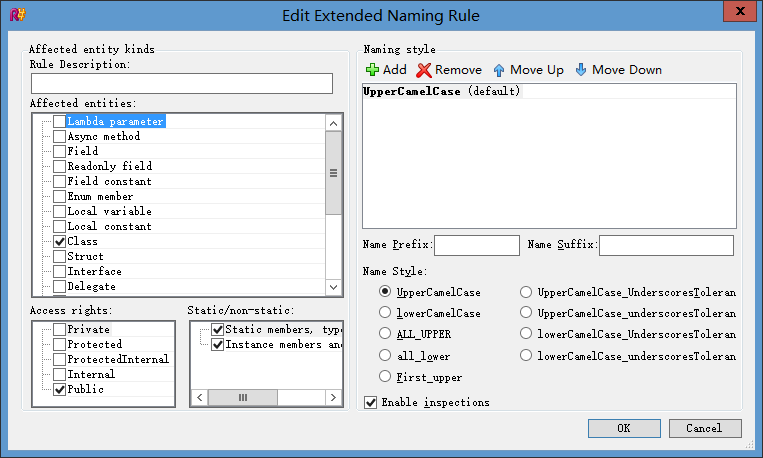 Edit Extended Naming Rule
Affected entity kinds
Rule Description:
Affected entities:
Lambda parameter
Async method
Field
Readonly field
Field constant
Enum member
Local variable
Local constant
Class
Struct
Interface
Delegate
Access rights:
Private
Protected
ProtectedInternal
Internal
Public
Static/non-static:
Static members, type
Instance members and
Naming style
Add Remove Move Up Move Down
UpperCamelCase (default)
Name Prefix: Name Suffix:
Name Style:
UpperCamelCase UpperCamelCase_UnderscoresToleran
lowerCamelCase UpperCamelCase_underscoresToleran
ALL_UPPER lowerCamelCase_UnderscoresToleran
all_lower lowerCamelCase_underscoresToleran
First_upper
Enable inspections
OK Cancel